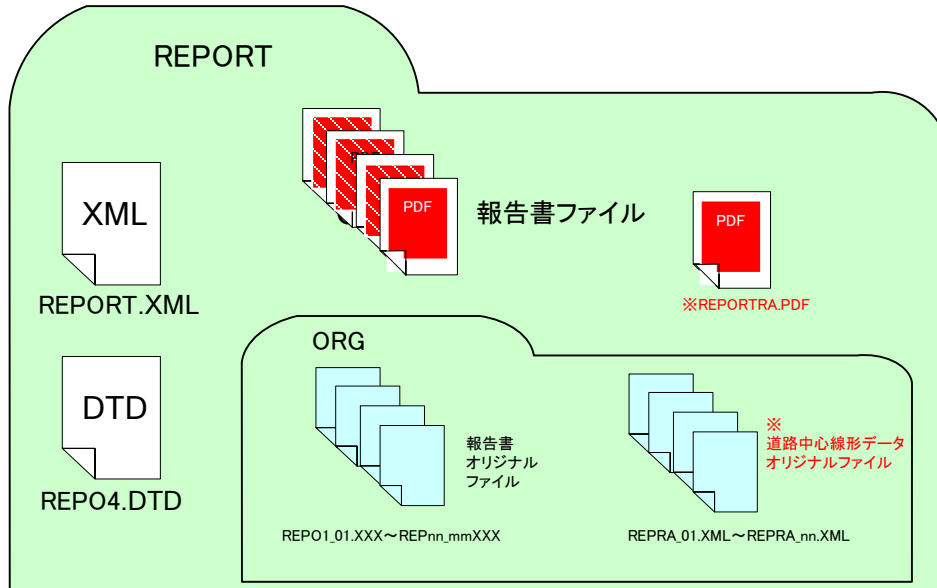 REPORT
XML
REPORT.XML
PDF
報告書ファイル
PDF
※REPORTRA.PDF
DTD
REPO4.DTD
ORG
報告書
オリジナル
ファイル
REPO1_01.XXX～REPnn_mmXXX
※
道路中心線形データ
オリジナルファイル
REPRA_01.XML～REPRA_nn.XML